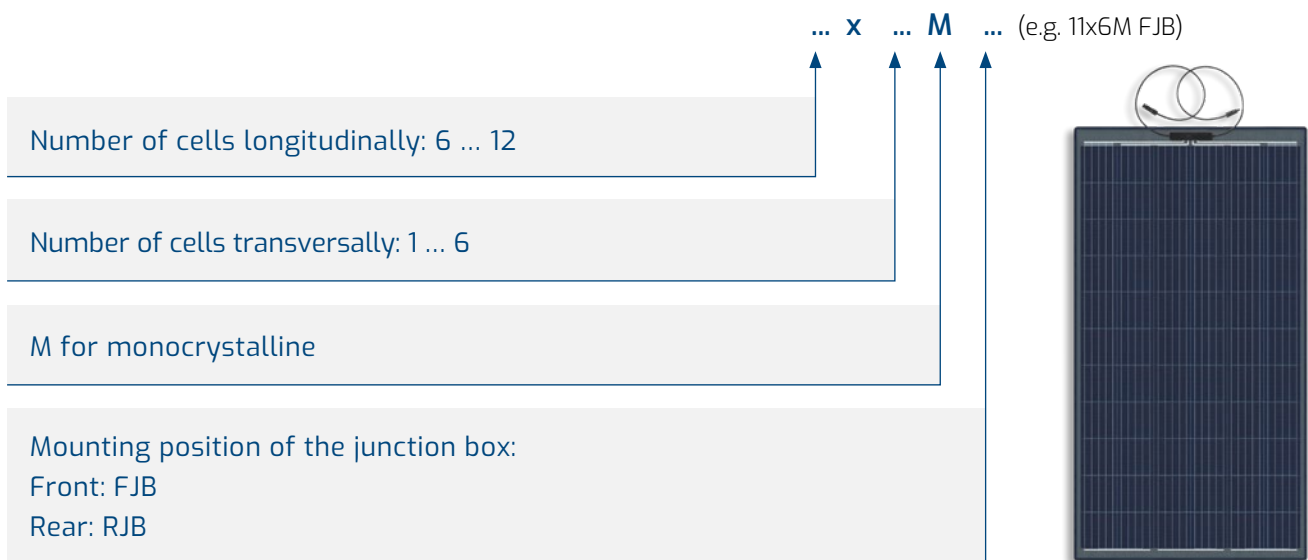 ... x ... M ... (e.g. 11x6M FJB)
Number of cells longitudinally: 6 ... 12
Number of cells transversally: 1 ... 6
M for monocrystalline
Mounting position of the junction box:
Front: FJB
Rear: RJB